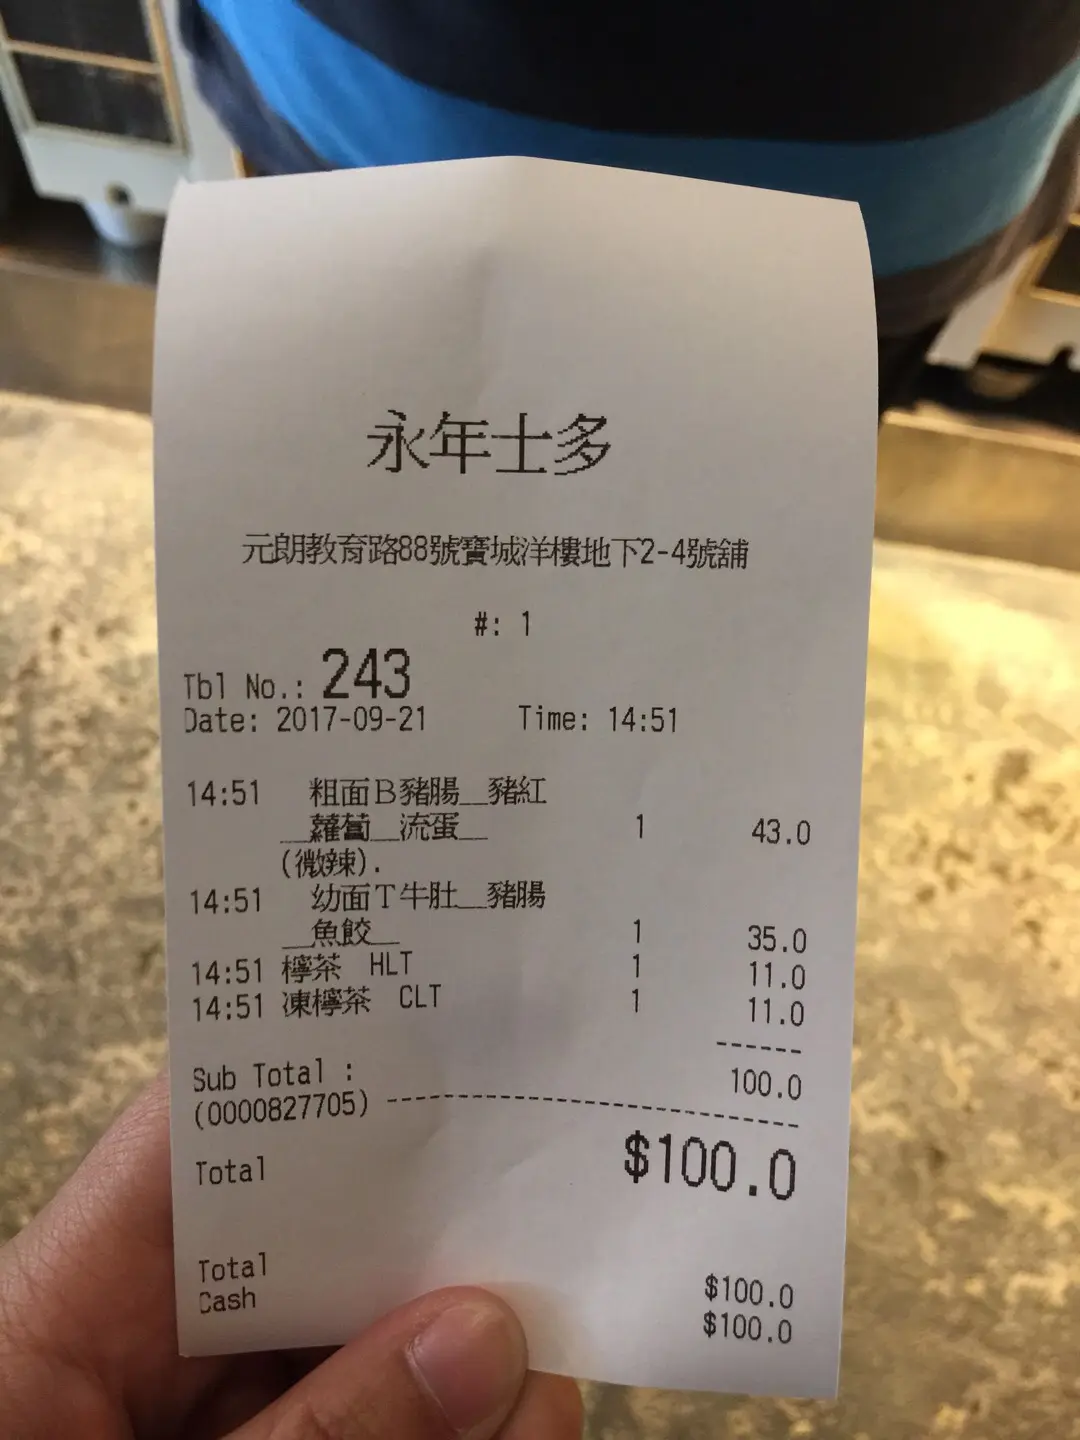 永年士多
元朗教育路88號寶城洋樓地下2-4號舖
#: 1
Tbl No.: 243
Date: 2017-09-21 Time: 14:51
14:51 粗面B豬腸__豬紅
__蘿蔔__流蛋__ 1 43.0
(微辣).
14:51 幼面T牛肚__豬腸
__魚餃__ 1 35.0
14:51 檸茶 HLT 1 11.0
14:51 凍檸茶 CLT 1 11.0
------
Sub Total : 100.0
(0000827705) ----------------------------
Total $100.0
Total $100.0
Cash $100.0